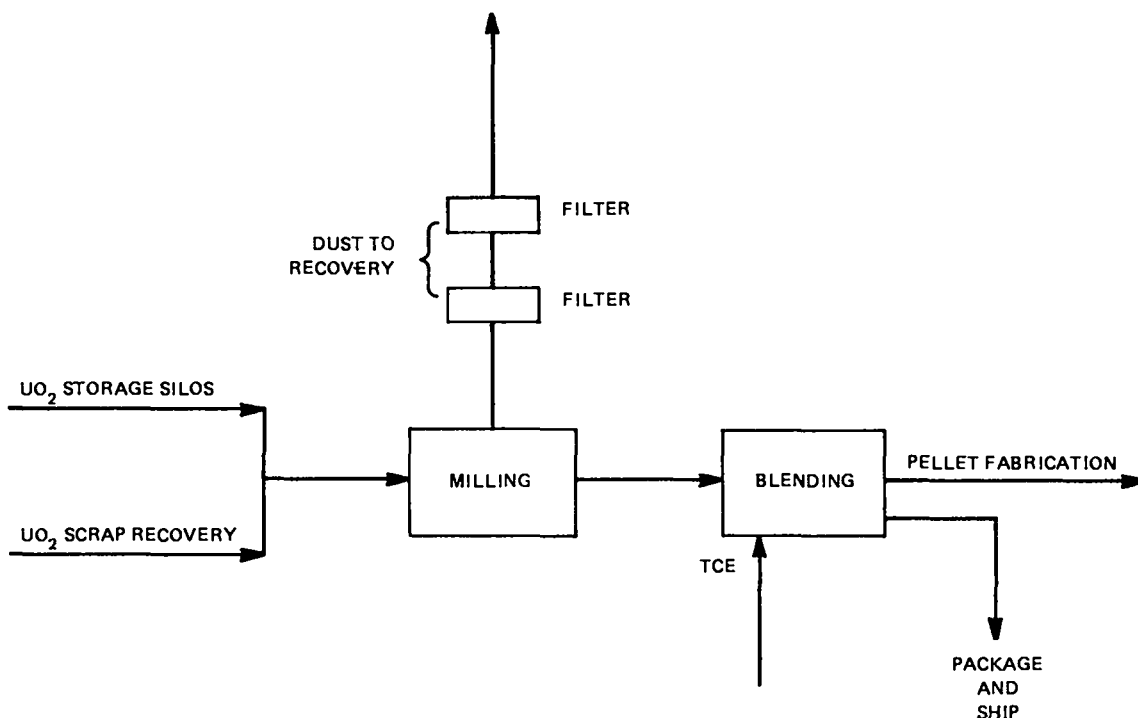 FILTER
DUST TO
RECOVERY
FILTER
UO₂ STORAGE SILOS
MILLING
BLENDING
PELLET FABRICATION
UO₂ SCRAP RECOVERY
TCE
PACKAGE
AND
SHIP